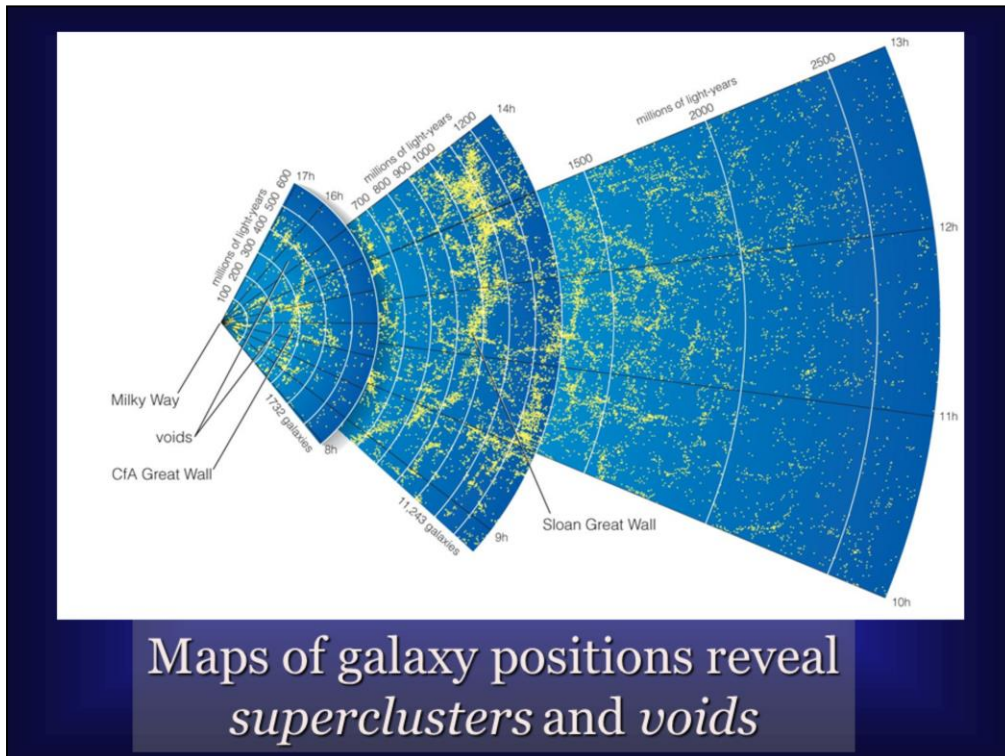 13h
2500
millions of light-years
2000
14h
1200
millions of light-years
1000
900
800
700
1500
17h
16h
600
500
400
300
200
100
millions of light-years
12h
Milky Way
voids
CfA Great Wall
1732 galaxies
8h
11h
11,243 galaxies
Sloan Great Wall
9h
10h
Maps of galaxy positions reveal
superclusters and voids